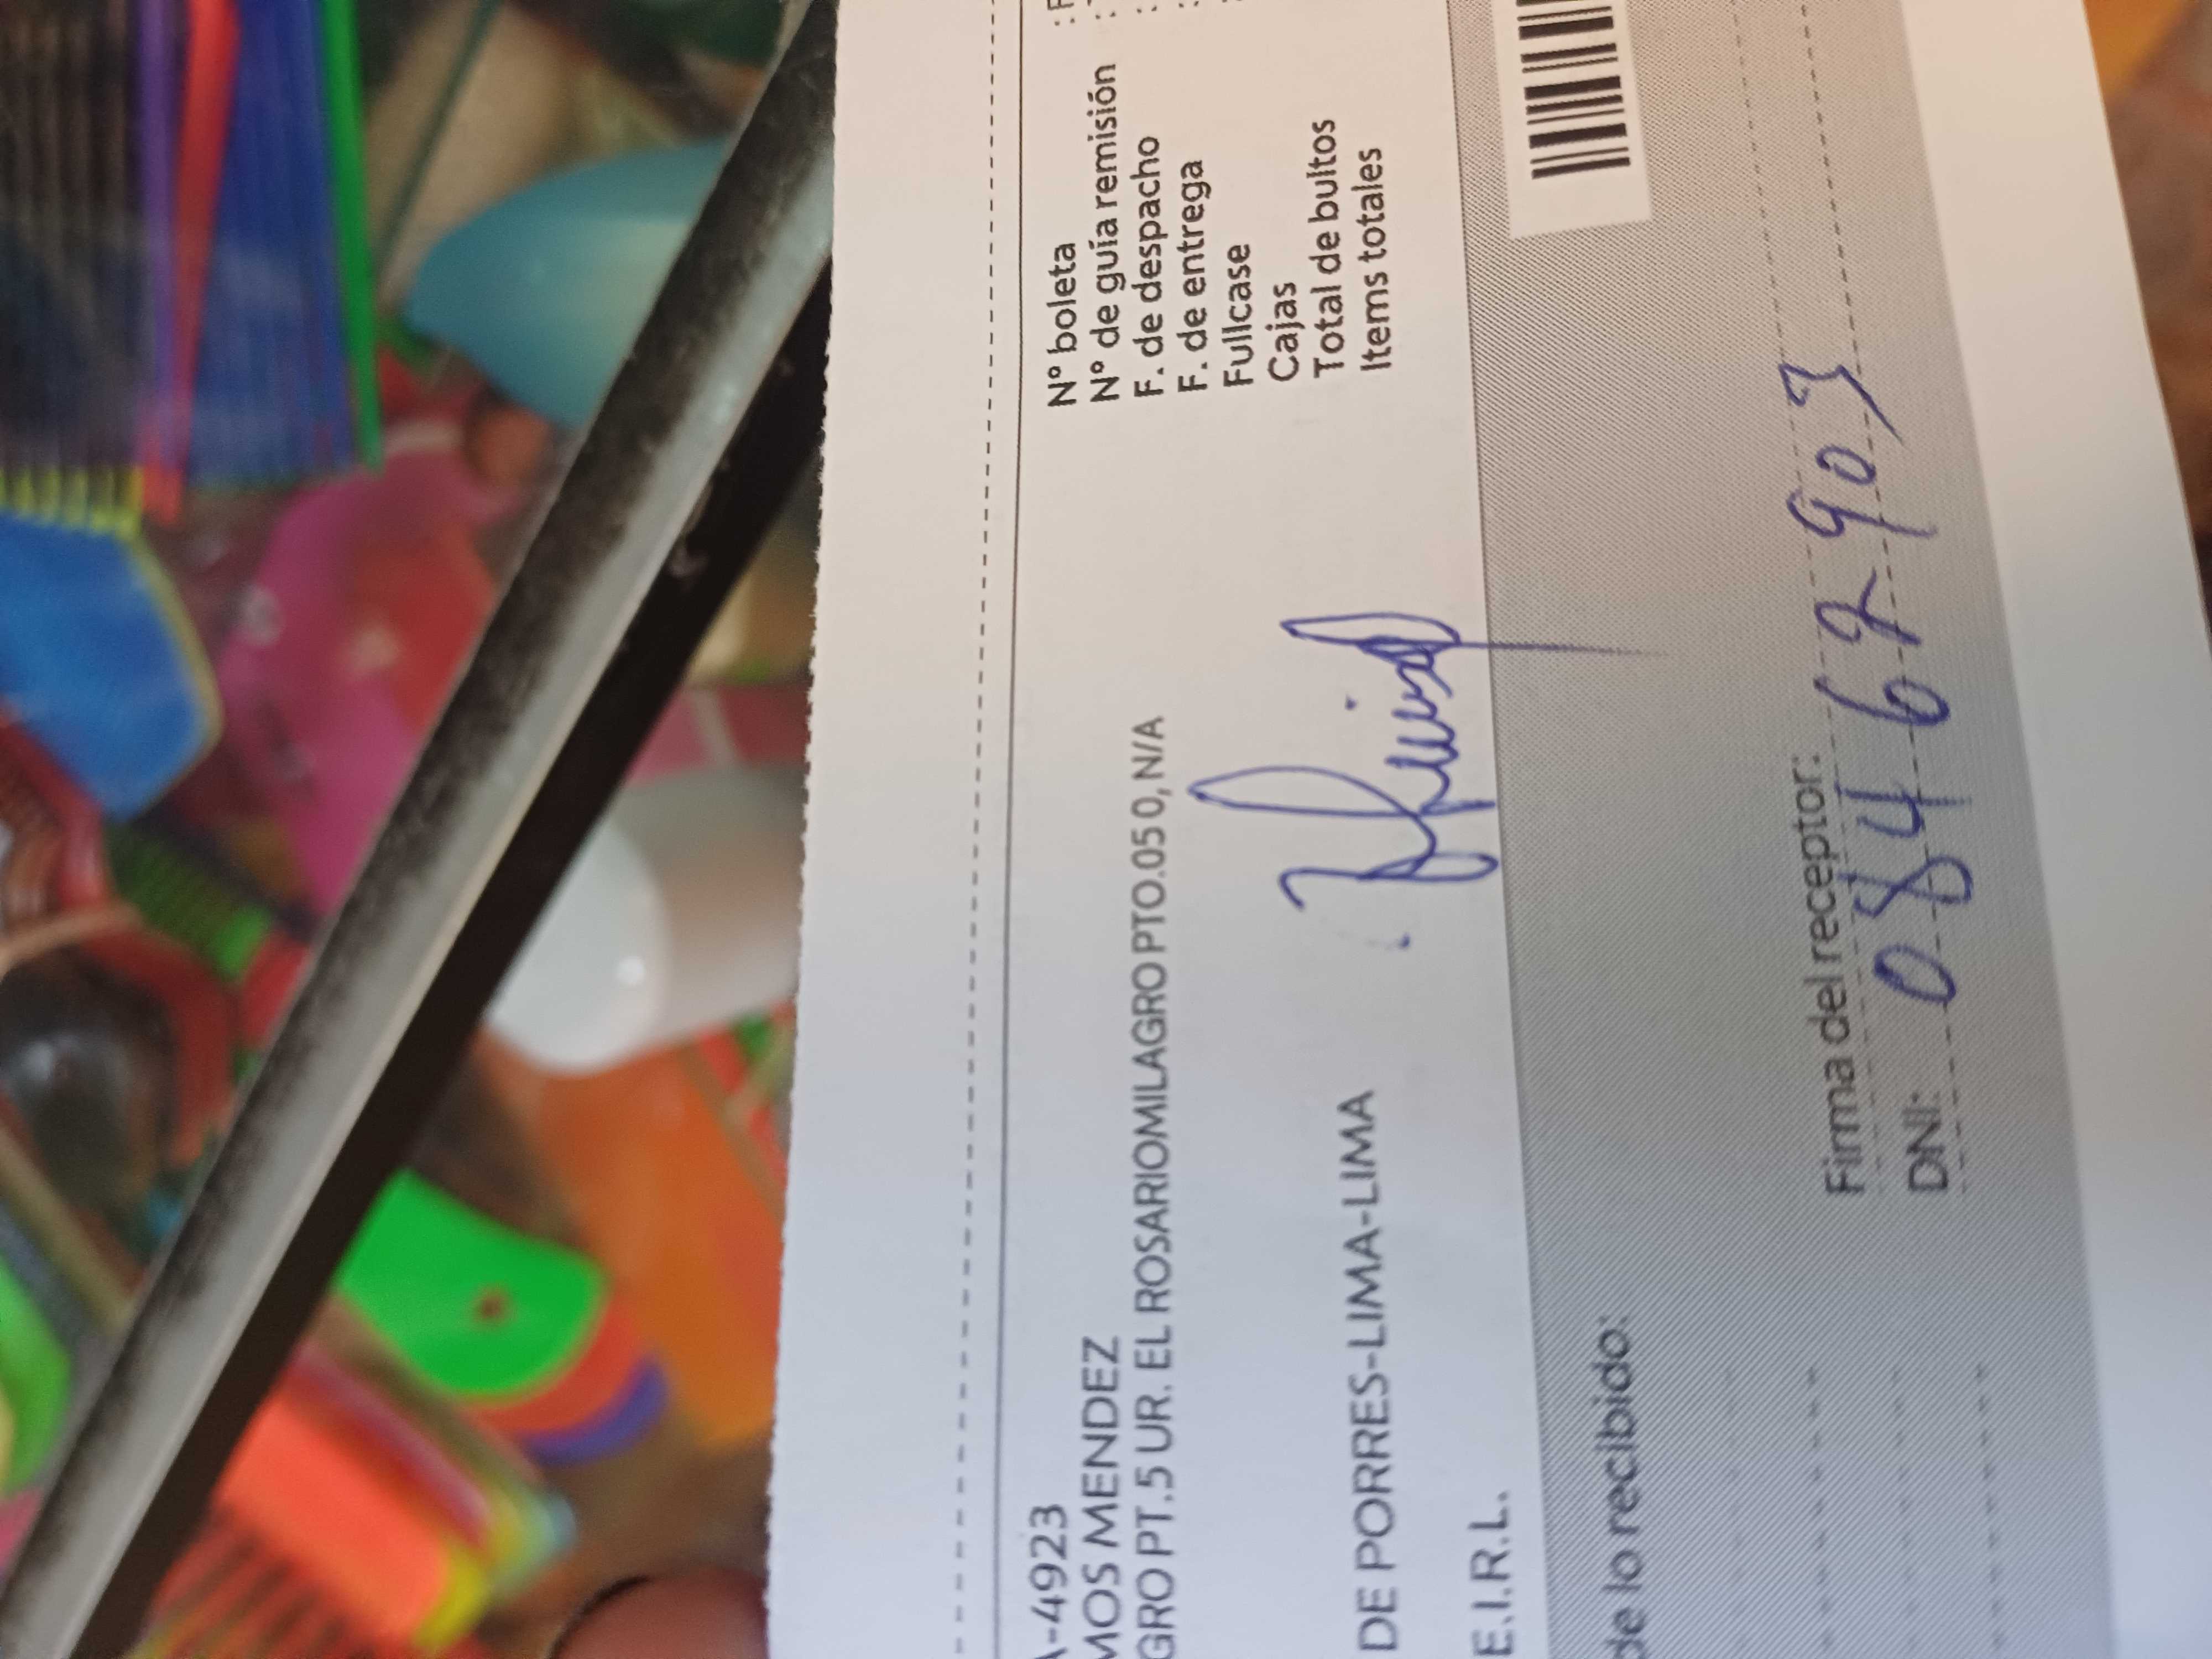 A-4923
MOS MENDEZ
GRO PT.5 UR. EL ROSARIOMILAGRO PTO.05 0, N/A
DE PORRES-LIMA-LIMA
E.I.R.L.
N° boleta
N° de guía remisión :
F. de despacho :
F. de entrega :
Fullcase
Cajas
Total de bultos
Items totales
de lo recibido:
Firma del receptor:
DNI: 08462903